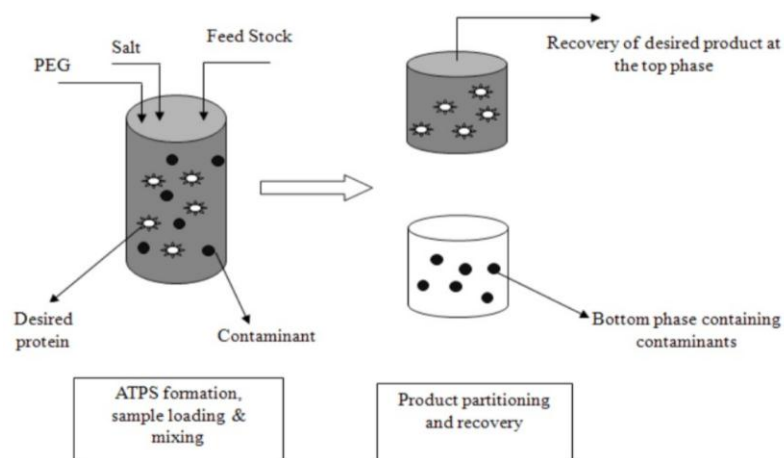 PEG
Salt
Feed Stock
Recovery of desired product at
the top phase
Desired
protein
Contaminant
Bottom phase containing
contaminants
ATPS formation,
sample loading &
mixing
Product partitioning
and recovery